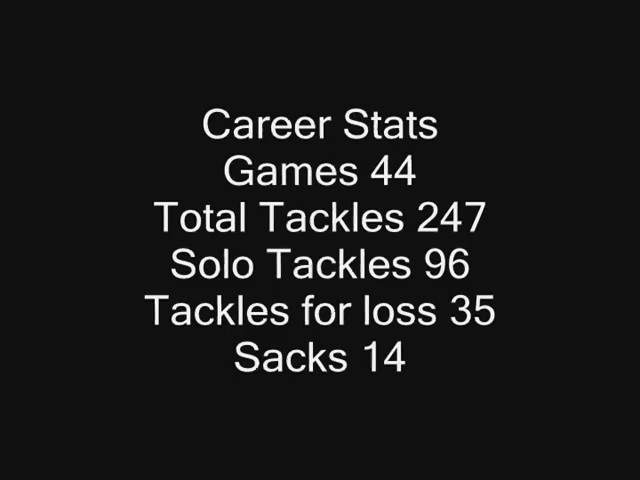 Career Stats
Games 44
Total Tackles 247
Solo Tackles 96
Tackles for loss 35
Sacks 14